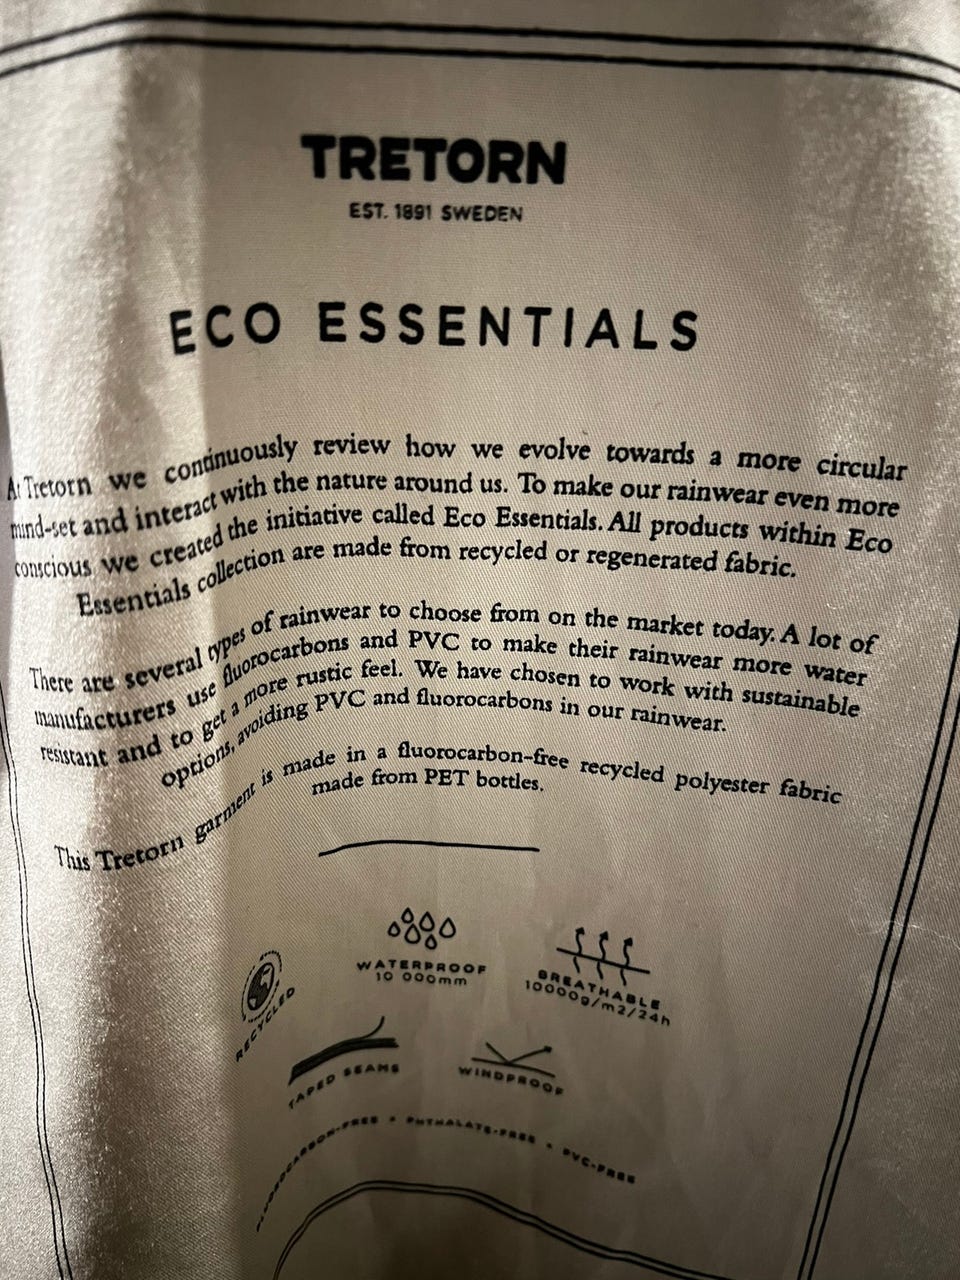 TRETORN
EST. 1891 SWEDEN
ECO ESSENTIALS
At Tretorn we continuously review how we evolve towards a more circular
mind-set and interact with the nature around us. To make our rainwear even more
conscious we created the initiative called Eco Essentials. All products within Eco
Essentials collection are made from recycled or regenerated fabric.
There are several types of rainwear to choose from on the market today. A lot of
manufacturers use fluorocarbons and PVC to make their rainwear more water
resistant and to get a more rustic feel. We have chosen to work with sustainable
options, avoiding PVC and fluorocarbons in our rainwear.
This Tretorn garment is made in a fluorocarbon-free recycled polyester fabric
made from PET bottles.
RECYCLED
WATERPROOF
10 000mm
BREATHABLE
10000g/m2/24h
TAPED SEAMS
WINDPROOF
FLUOROCARBON-FREE • PHTHALATE-FREE • PVC-FREE